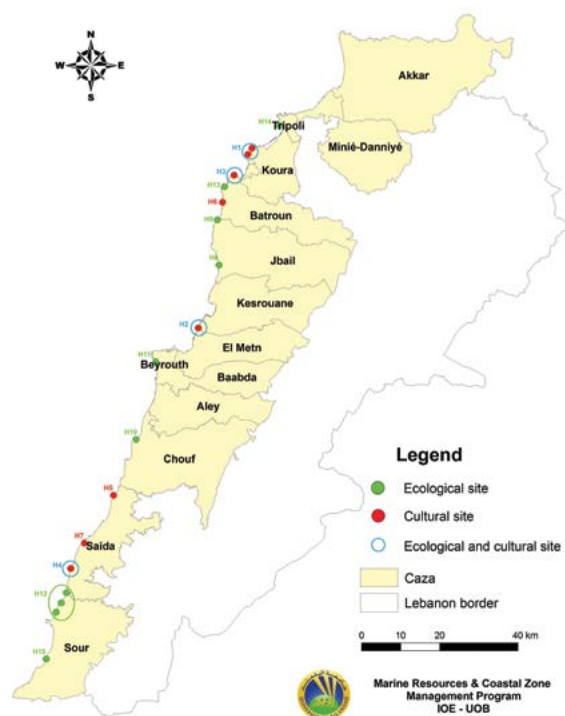 N
W E
S
Akkar
H14
Tripoli
Minié-Danniyé
H1
Koura
H3
H13
H6
Batroun
H9
Jbail
Kesrouane
H2
El Metn
H11
Beyrouth
Baabda
Aley
H10
Chouf
Legend
Ecological site
H5
Cultural site
H7
Saida
Ecological and cultural site
H4
Caza
H12
Lebanon border
Sour
0 10 20 40 km
Marine Resources & Coastal Zone
Management Program
IOE - UOB